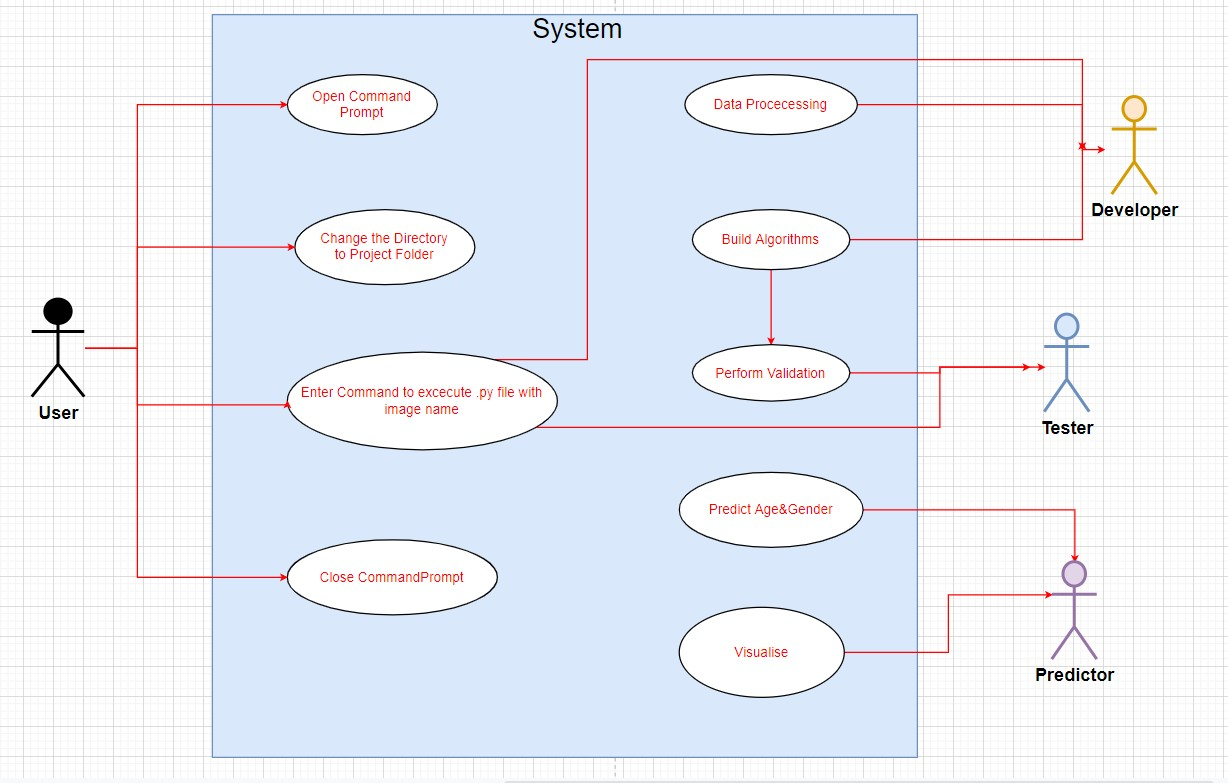 System
Open Command
Prompt
Data Procecessing
Developer
Change the Directory
to Project Folder
Build Algorithms
User
Enter Command to excecute .py file with
image name
Perform Validation
Tester
Predict Age&Gender
Close CommandPrompt
Visualise
Predictor